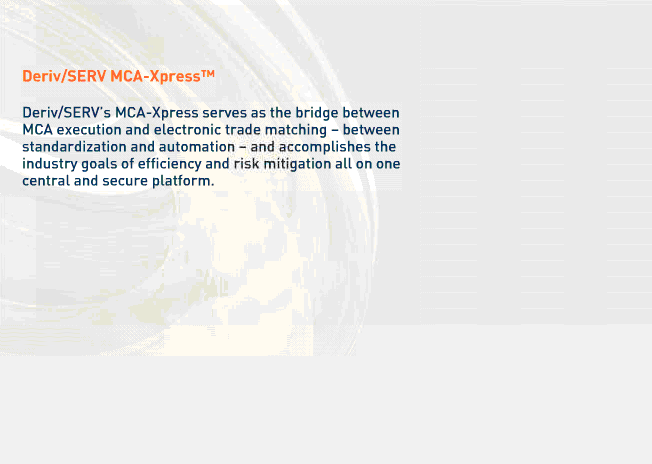 Deriv/SERV MCA-Xpress™
Deriv/SERV's MCA-Xpress serves as the bridge between
MCA execution and electronic trade matching – between
standardization and automation – and accomplishes the
industry goals of efficiency and risk mitigation all on one
central and secure platform.